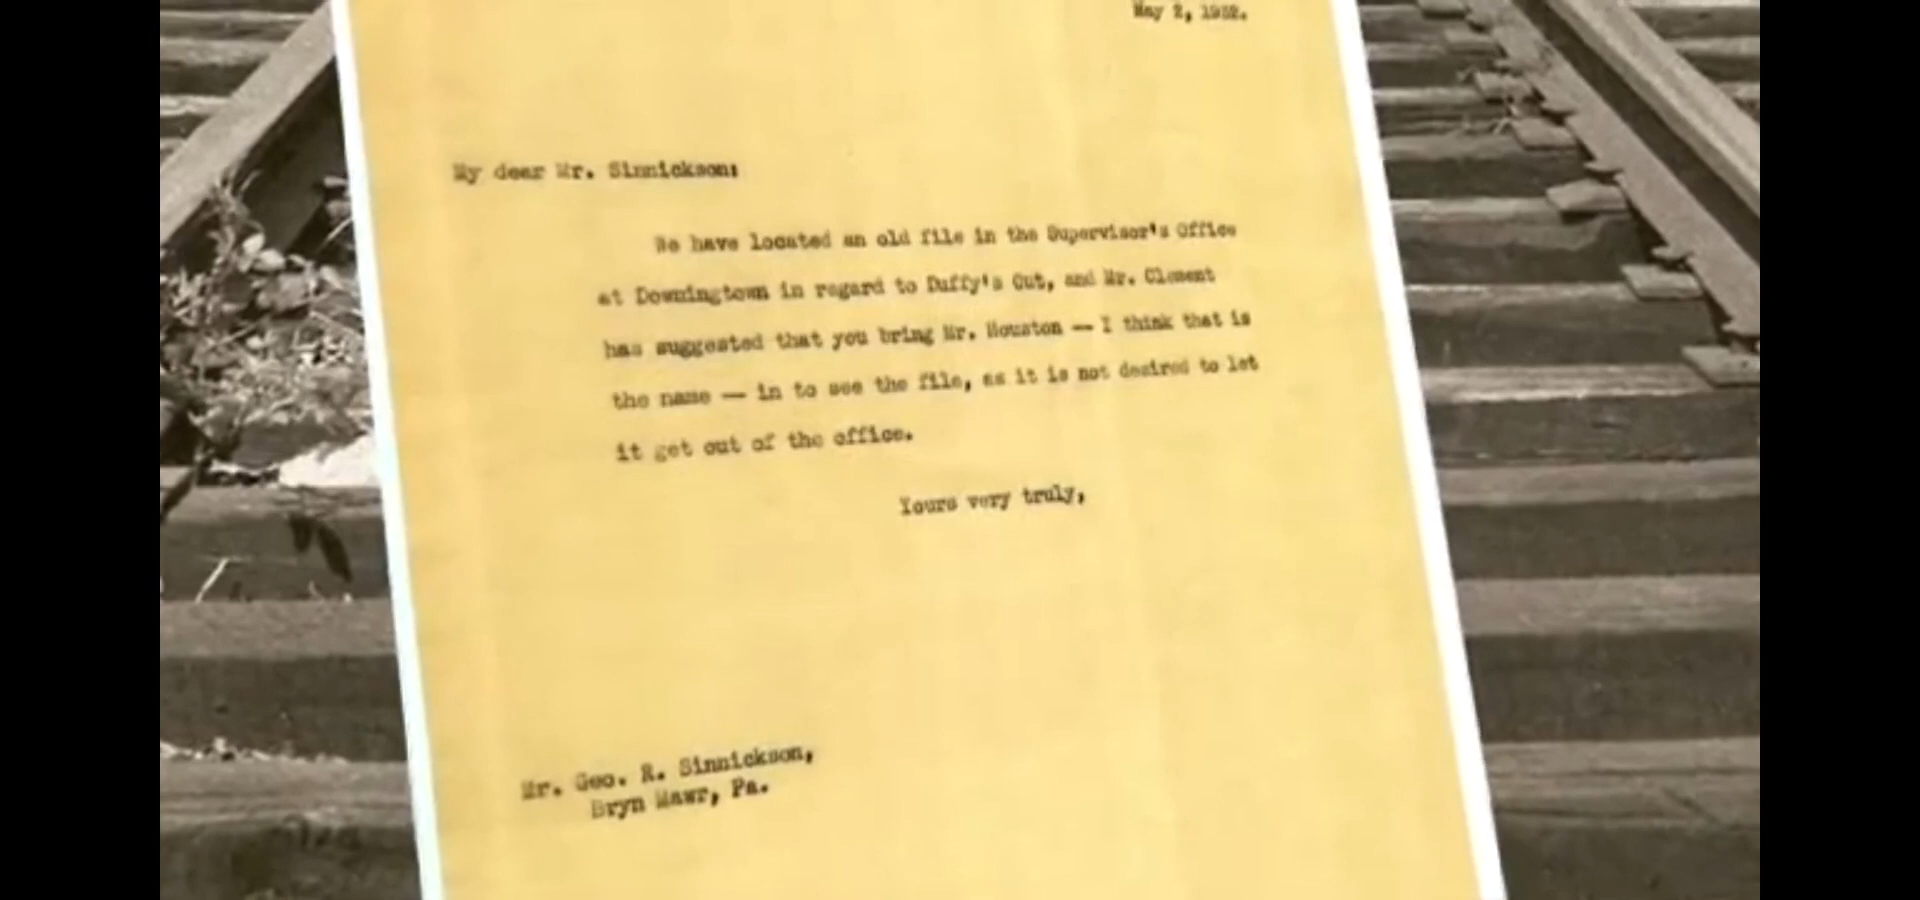 May 2, 1932.
My dear Mr. Sinnickson:
We have located an old file in the Supervisor's Office
at Downingtown in regard to Duffy's Cut, and Mr. Clement
has suggested that you bring Mr. Houston -- I think that is
the name -- in to see the file, as it is not desired to let
it get out of the office.
Yours very truly,
Mr. Geo. R. Sinnickson,
Bryn Mawr, Pa.